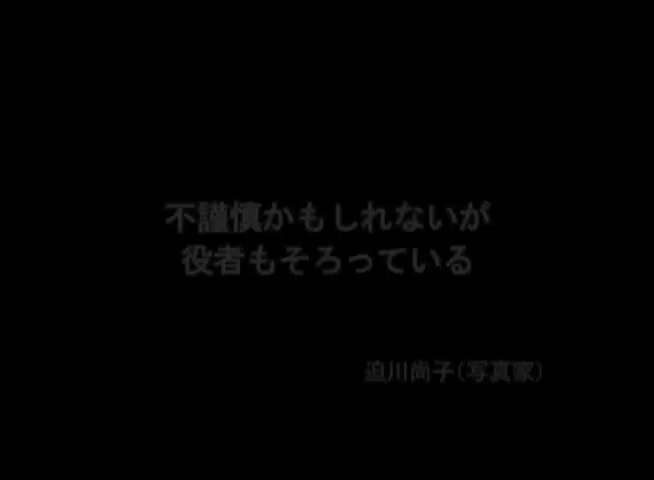 不謹慎かもしれないが
役者もそろっている
迫川尚子（写真家）